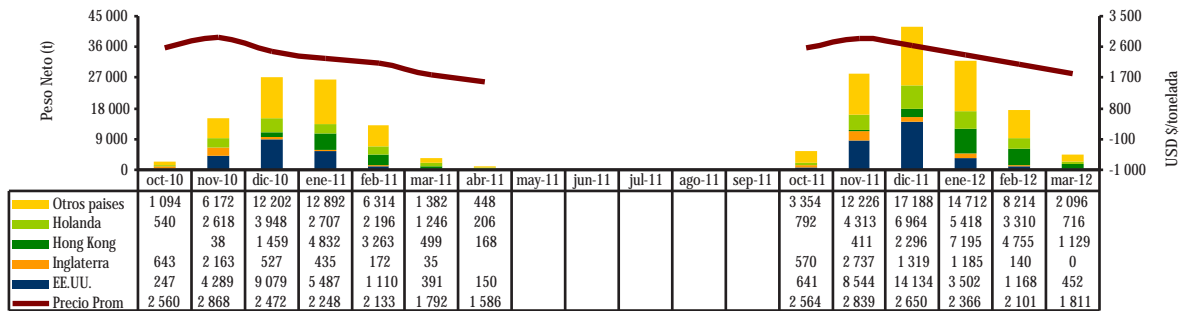 45 000
36 000
27 000
18 000
9 000
0
Peso Neto (t)
3 500
2 600
1 700
800
-100
-1 000
USD $/tonelada
oct-10 nov-10 dic-10 ene-11 feb-11 mar-11 abr-11 may-11 jun-11 jul-11 ago-11 sep-11 oct-11 nov-11 dic-11 ene-12 feb-12 mar-12
Otros paises 1 094 6 172 12 202 12 892 6 314 1 382 448 3 354 12 226 17 188 14 712 8 214 2 096
Holanda 540 2 618 3 948 2 707 2 196 1 246 206 792 4 313 6 964 5 418 3 310 716
Hong Kong 38 1 459 4 832 3 263 499 168 411 2 296 7 195 4 755 1 129
Inglaterra 643 2 163 527 435 172 35 570 2 737 1 319 1 185 140 0
EE.UU. 247 4 289 9 079 5 487 1 110 391 150 641 8 544 14 134 3 502 1 168 452
Precio Prom 2 560 2 868 2 472 2 248 2 133 1 792 1 586 2 564 2 839 2 650 2 366 2 101 1 811